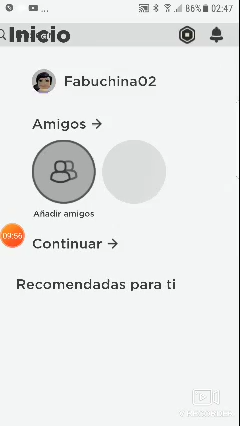 86% 02:47
Inicio
Fabuchina02
Amigos →
Añadir amigos
09:56
Continuar →
Recomendadas para ti